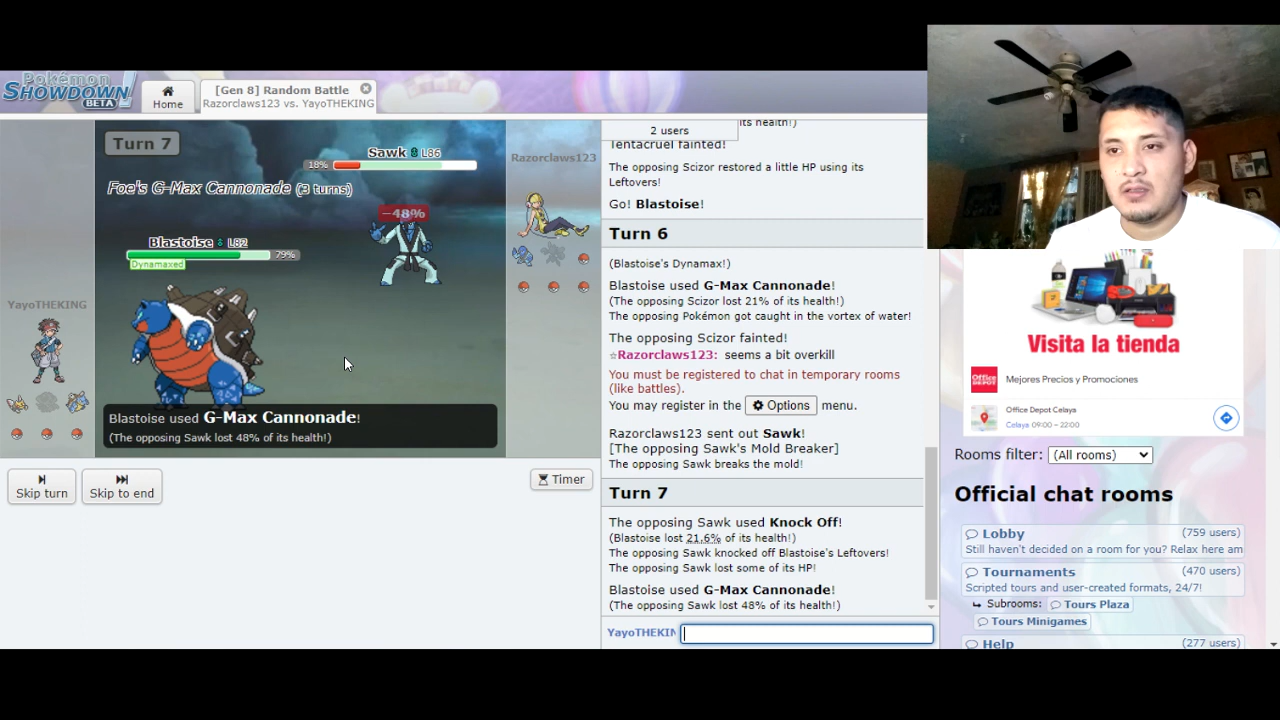 Pokémon
SHOWDOWN!
BETA
Home
[Gen 8] Random Battle
Razorclaws123 vs. YayoTHEKING
Turn 7
Foe's G-Max Cannonade (3 turns)
18%
Sawk L86
−48%
Blastoise L82
79%
Dynamaxed
YayoTHEKING
Razorclaws123
Blastoise used G-Max Cannonade!
(The opposing Sawk lost 48% of its health!)
Skip turn
Skip to end
Timer
2 users
its health!)
Tentacruel fainted!
The opposing Scizor restored a little HP using its
Leftovers!
Go! Blastoise!
Turn 6
(Blastoise's Dynamax!)
Blastoise used G-Max Cannonade!
(The opposing Scizor lost 21% of its health!)
The opposing Pokémon got caught in the vortex of water!
The opposing Scizor fainted!
☆Razorclaws123: seems a bit overkill
You must be registered to chat in temporary rooms
(like battles).
You may register in the Options menu.
Razorclaws123 sent out Sawk!
[The opposing Sawk's Mold Breaker]
The opposing Sawk breaks the mold!
Turn 7
The opposing Sawk used Knock Off!
(Blastoise lost 21.6% of its health!)
The opposing Sawk knocked off Blastoise's Leftovers!
The opposing Sawk lost some of its HP!
Blastoise used G-Max Cannonade!
(The opposing Sawk lost 48% of its health!)
YayoTHEKIN
Visita la tienda
Office DEPOT
Mejores Precios y Promociones
Office Depot Celaya
Celaya 09:00 – 22:00
Rooms filter: (All rooms)
Official chat rooms
Lobby (759 users)
Still haven't decided on a room for you? Relax here am
Tournaments (470 users)
Scripted tours and user-created formats, 24/7!
Subrooms: Tours Plaza
Tours Minigames
Help (277 users)